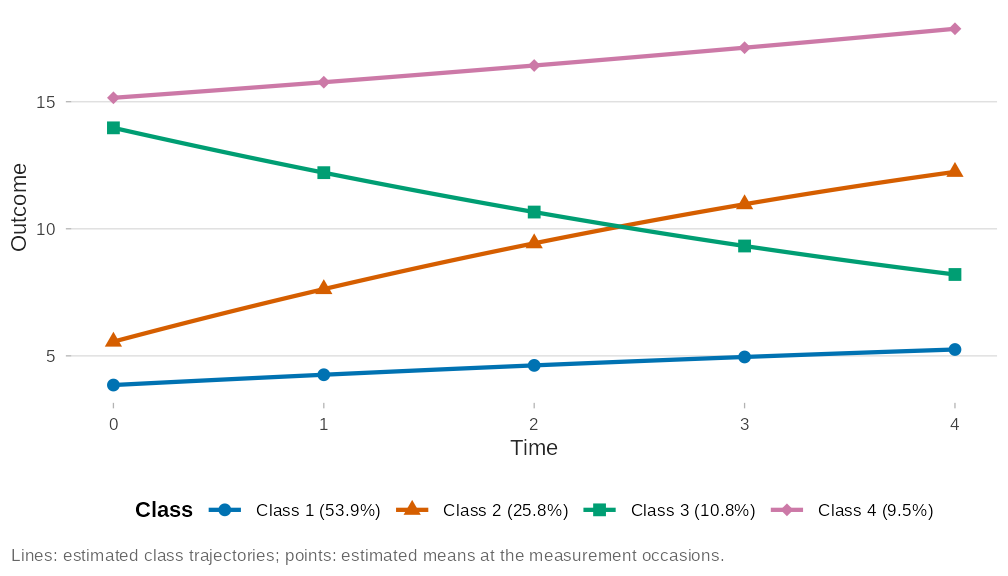 15
10
5
Outcome
0 1 2 3 4
Time
Class Class 1 (53.9%) Class 2 (25.8%) Class 3 (10.8%) Class 4 (9.5%)
Lines: estimated class trajectories; points: estimated means at the measurement occasions.